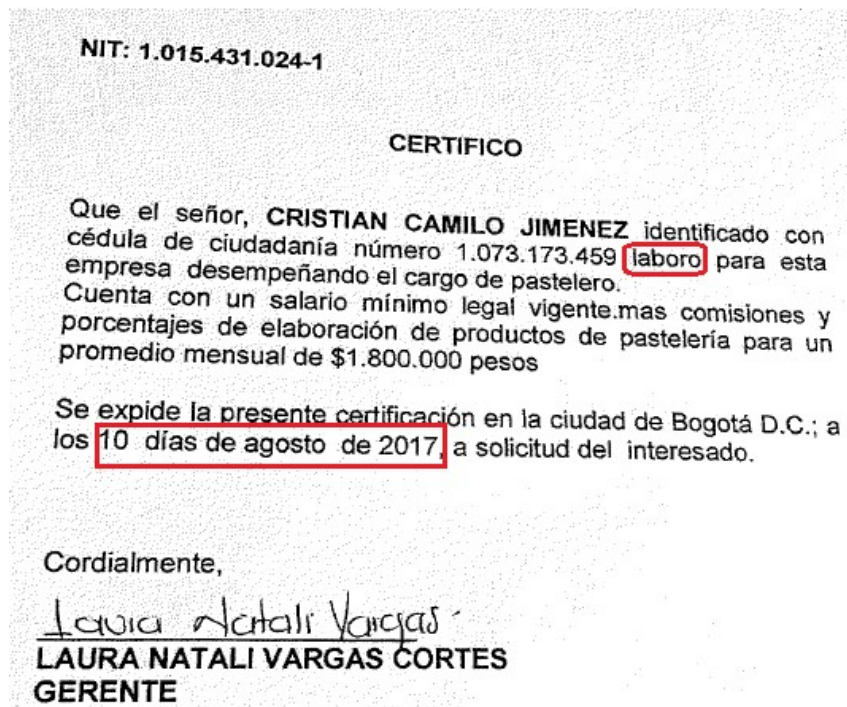 NIT: 1.015.431.024-1
CERTIFICO
Que el señor, CRISTIAN CAMILO JIMENEZ identificado con
cédula de ciudadanía número 1.073.173.459 laboro para esta
empresa desempeñando el cargo de pastelero.
Cuenta con un salario mínimo legal vigente.mas comisiones y
porcentajes de elaboración de productos de pastelería para un
promedio mensual de $1.800.000 pesos
Se expide la presente certificación en la ciudad de Bogotá D.C.; a
los 10 días de agosto de 2017, a solicitud del interesado.
Cordialmente,
Laura Natali Vargas
LAURA NATALI VARGAS CORTES
GERENTE